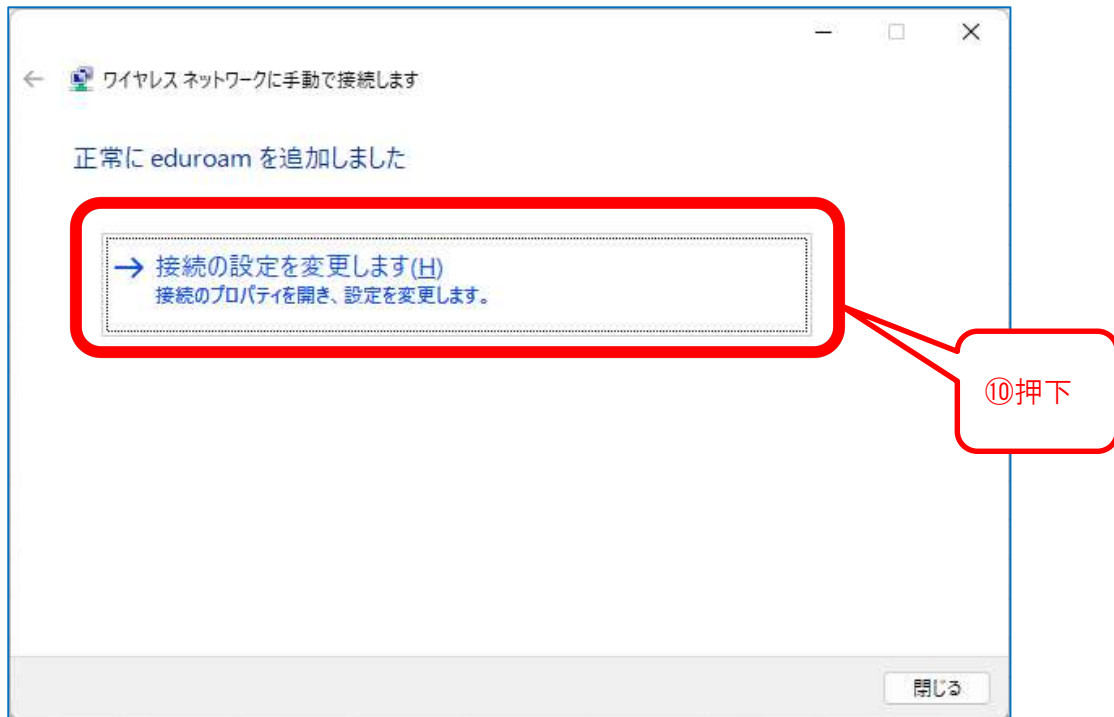 ワイヤレス ネットワークに手動で接続します
正常に eduroam を追加しました
→ 接続の設定を変更します(H)
接続のプロパティを開き、設定を変更します。
⑩押下
閉じる